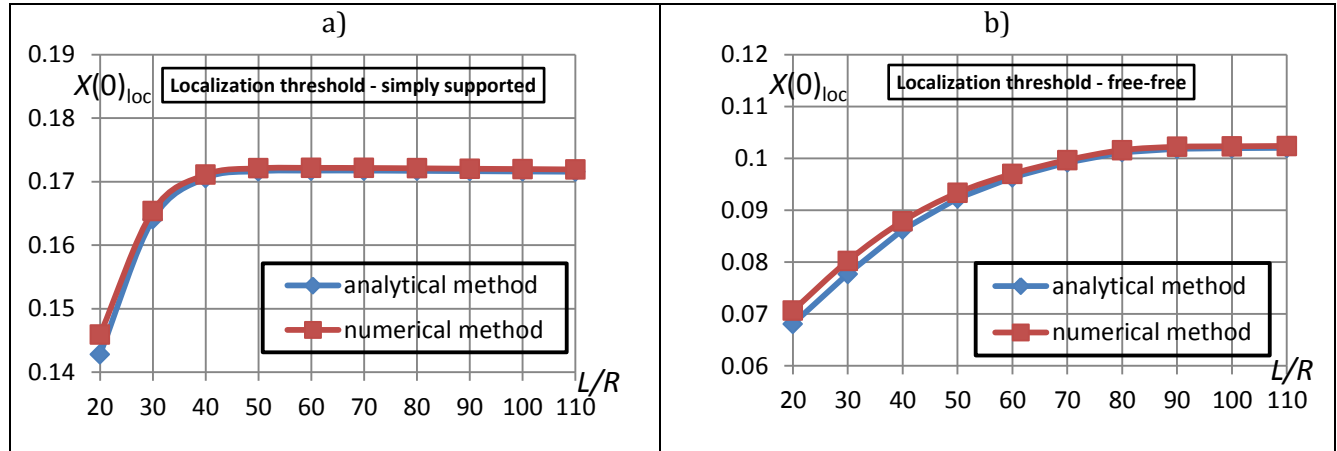 a)
0.19
X(0)loc
Localization threshold - simply supported
0.18
0.17
0.16
0.15
0.14
analytical method
numerical method
L/R
20 30 40 50 60 70 80 90 100 110
b)
0.12
X(0)loc
Localization threshold - free-free
0.11
0.1
0.09
0.08
0.07
0.06
analytical method
numerical method
L/R
20 30 40 50 60 70 80 90 100 110